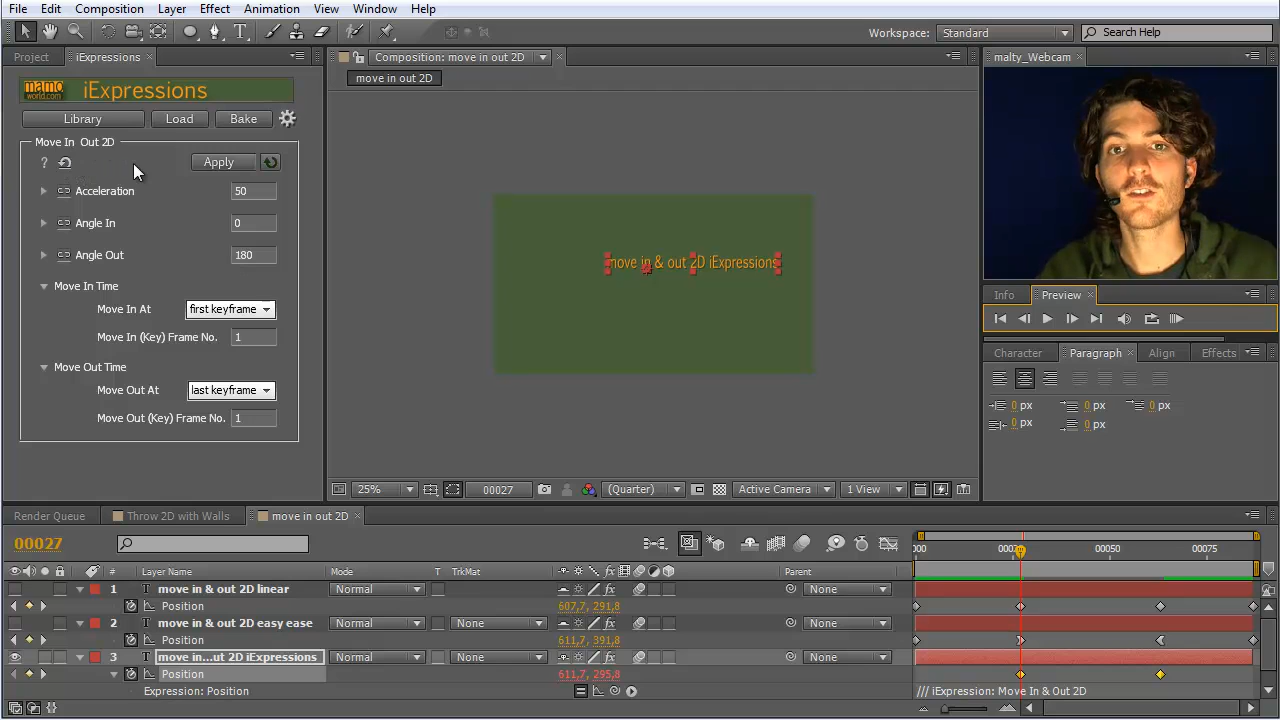 File Edit Composition Layer Effect Animation View Window Help
Workspace: Standard Search Help
Project iExpressions
Composition: move in out 2D
malty_Webcam
move in out 2D
mamo world.com iExpressions
Library Load Bake
Move In Out 2D
? Apply
Acceleration 50
Angle In 0
Angle Out 180
Move In Time
Move In At first keyframe
Move In (Key) Frame No. 1
Move Out Time
Move Out At last keyframe
Move Out (Key) Frame No. 1
move in & out 2D iExpressions
Info Preview
Character Paragraph Align Effects
0 px 0 px 0 px
0 px 0 px
25% 00027 (Quarter) Active Camera 1 View
Render Queue Throw 2D with Walls move in out 2D
00027
00050 00075
# Layer Name Mode T TrkMat Parent
1 T move in & out 2D linear Normal None
Position 607,7, 291,8
2 T move in & out 2D easy ease Normal None None
Position 611,7, 391,8
3 T move in...ut 2D iExpressions Normal None None
Position 611,7, 295,8
Expression: Position /// iExpression: Move In & Out 2D